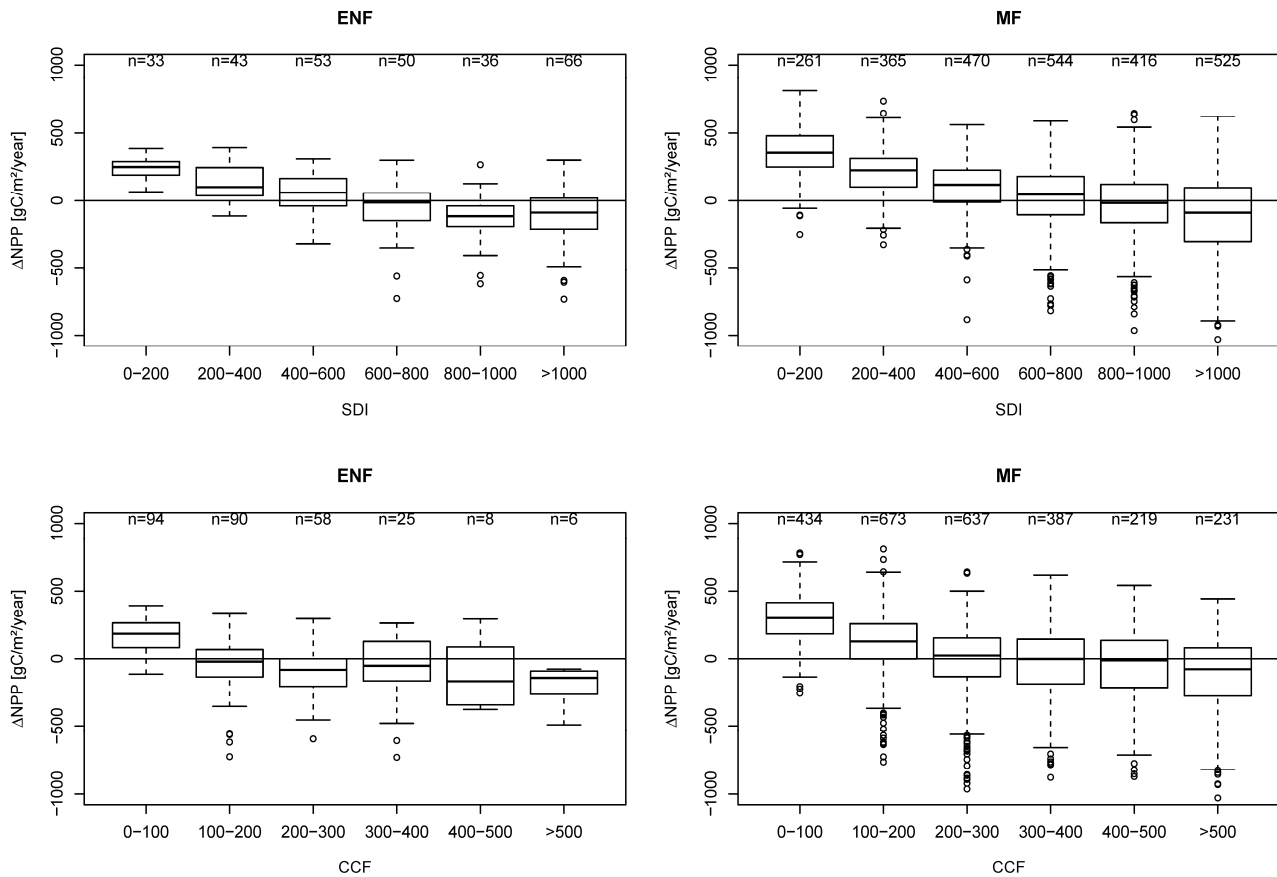 ENF
n=33 n=43 n=53 n=50 n=36 n=66
1000
500
0
−500
−1000
ΔNPP [gC/m²/year]
0−200 200−400 400−600 600−800 800−1000 >1000
SDI
MF
n=261 n=365 n=470 n=544 n=416 n=525
1000
500
0
−500
−1000
ΔNPP [gC/m²/year]
0−200 200−400 400−600 600−800 800−1000 >1000
SDI
ENF
n=94 n=90 n=58 n=25 n=8 n=6
1000
500
0
−500
−1000
ΔNPP [gC/m²/year]
0−100 100−200 200−300 300−400 400−500 >500
CCF
MF
n=434 n=673 n=637 n=387 n=219 n=231
1000
500
0
−500
−1000
ΔNPP [gC/m²/year]
0−100 100−200 200−300 300−400 400−500 >500
CCF